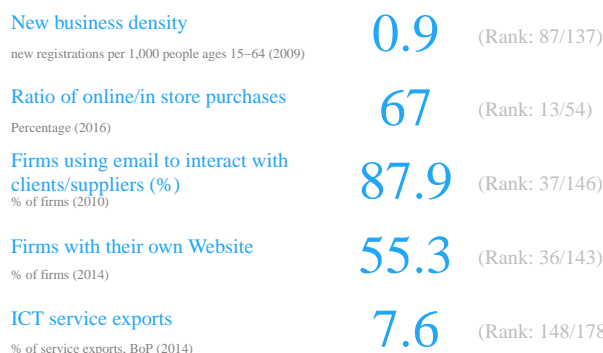 New business density
0.9 (Rank: 87/137)
new registrations per 1,000 people ages 15–64 (2009)
Ratio of online/in store purchases
67 (Rank: 13/54)
Percentage (2016)
Firms using email to interact with
clients/suppliers (%)
87.9 (Rank: 37/146)
% of firms (2010)
Firms with their own Website
55.3 (Rank: 36/143)
% of firms (2014)
ICT service exports
7.6 (Rank: 148/178
% of service exports, BoP (2014)